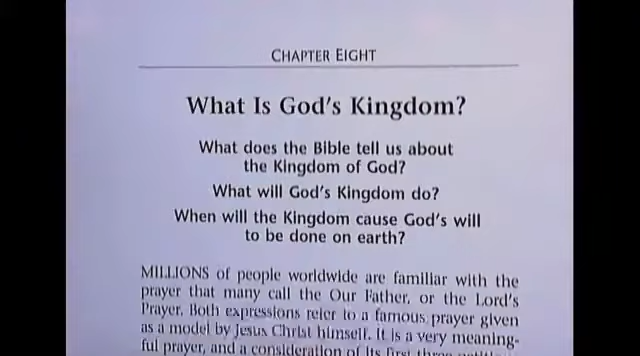 CHAPTER EIGHT
What Is God's Kingdom?
What does the Bible tell us about
the Kingdom of God?
What will God's Kingdom do?
When will the Kingdom cause God's will
to be done on earth?
MILLIONS of people worldwide are familiar with the
prayer that many call the Our Father, or the Lord's
Prayer. Both expressions refer to a famous prayer given
as a model by Jesus Christ himself. It is a very meaning-
ful prayer, and a consideration of its first three